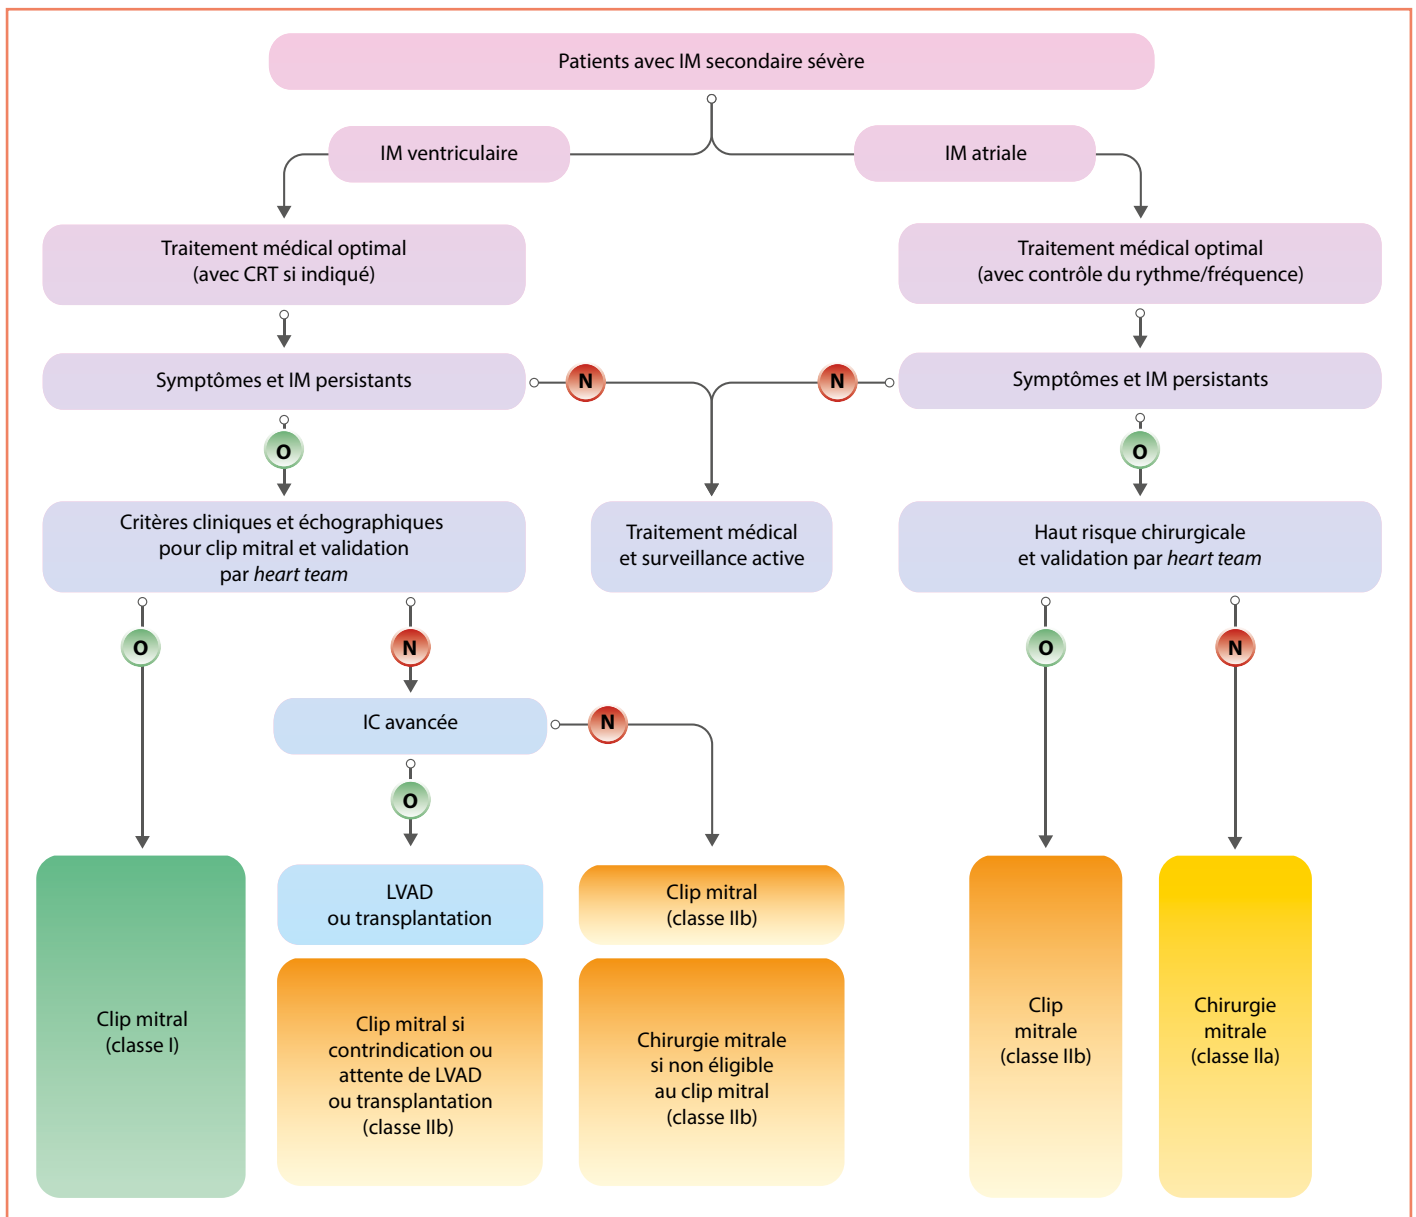 Patients avec IM secondaire sévère
IM ventriculaire
IM atriale
Traitement médical optimal
(avec CRT si indiqué)
Traitement médical optimal
(avec contrôle du rythme/fréquence)
Symptômes et IM persistants
N
N
Symptômes et IM persistants
O
O
Critères cliniques et échographiques
pour clip mitral et validation
par heart team
Traitement médical
et surveillance active
Haut risque chirurgicale
et validation par heart team
O
N
O
N
IC avancée
N
O
Clip mitral
(classe I)
LVAD
ou transplantation
Clip mitral si
contrindication ou
attente de LVAD
ou transplantation
(classe IIb)
Clip mitral
(classe IIb)
Chirurgie mitrale
si non éligible
au clip mitral
(classe IIb)
Clip
mitrale
(classe IIb)
Chirurgie
mitrale
(classe IIa)